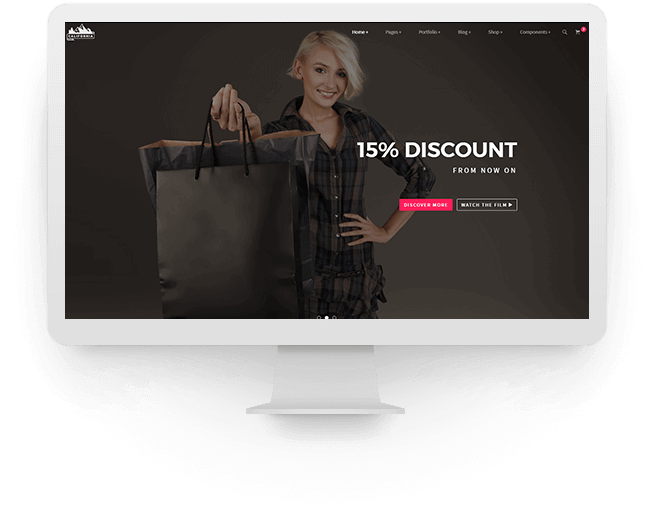 CALIFORNIA
Home +
Pages +
Portfolio +
Blog +
Shop +
Components +
15% DISCOUNT
FROM NOW ON
DISCOVER MORE
WATCH THE FILM